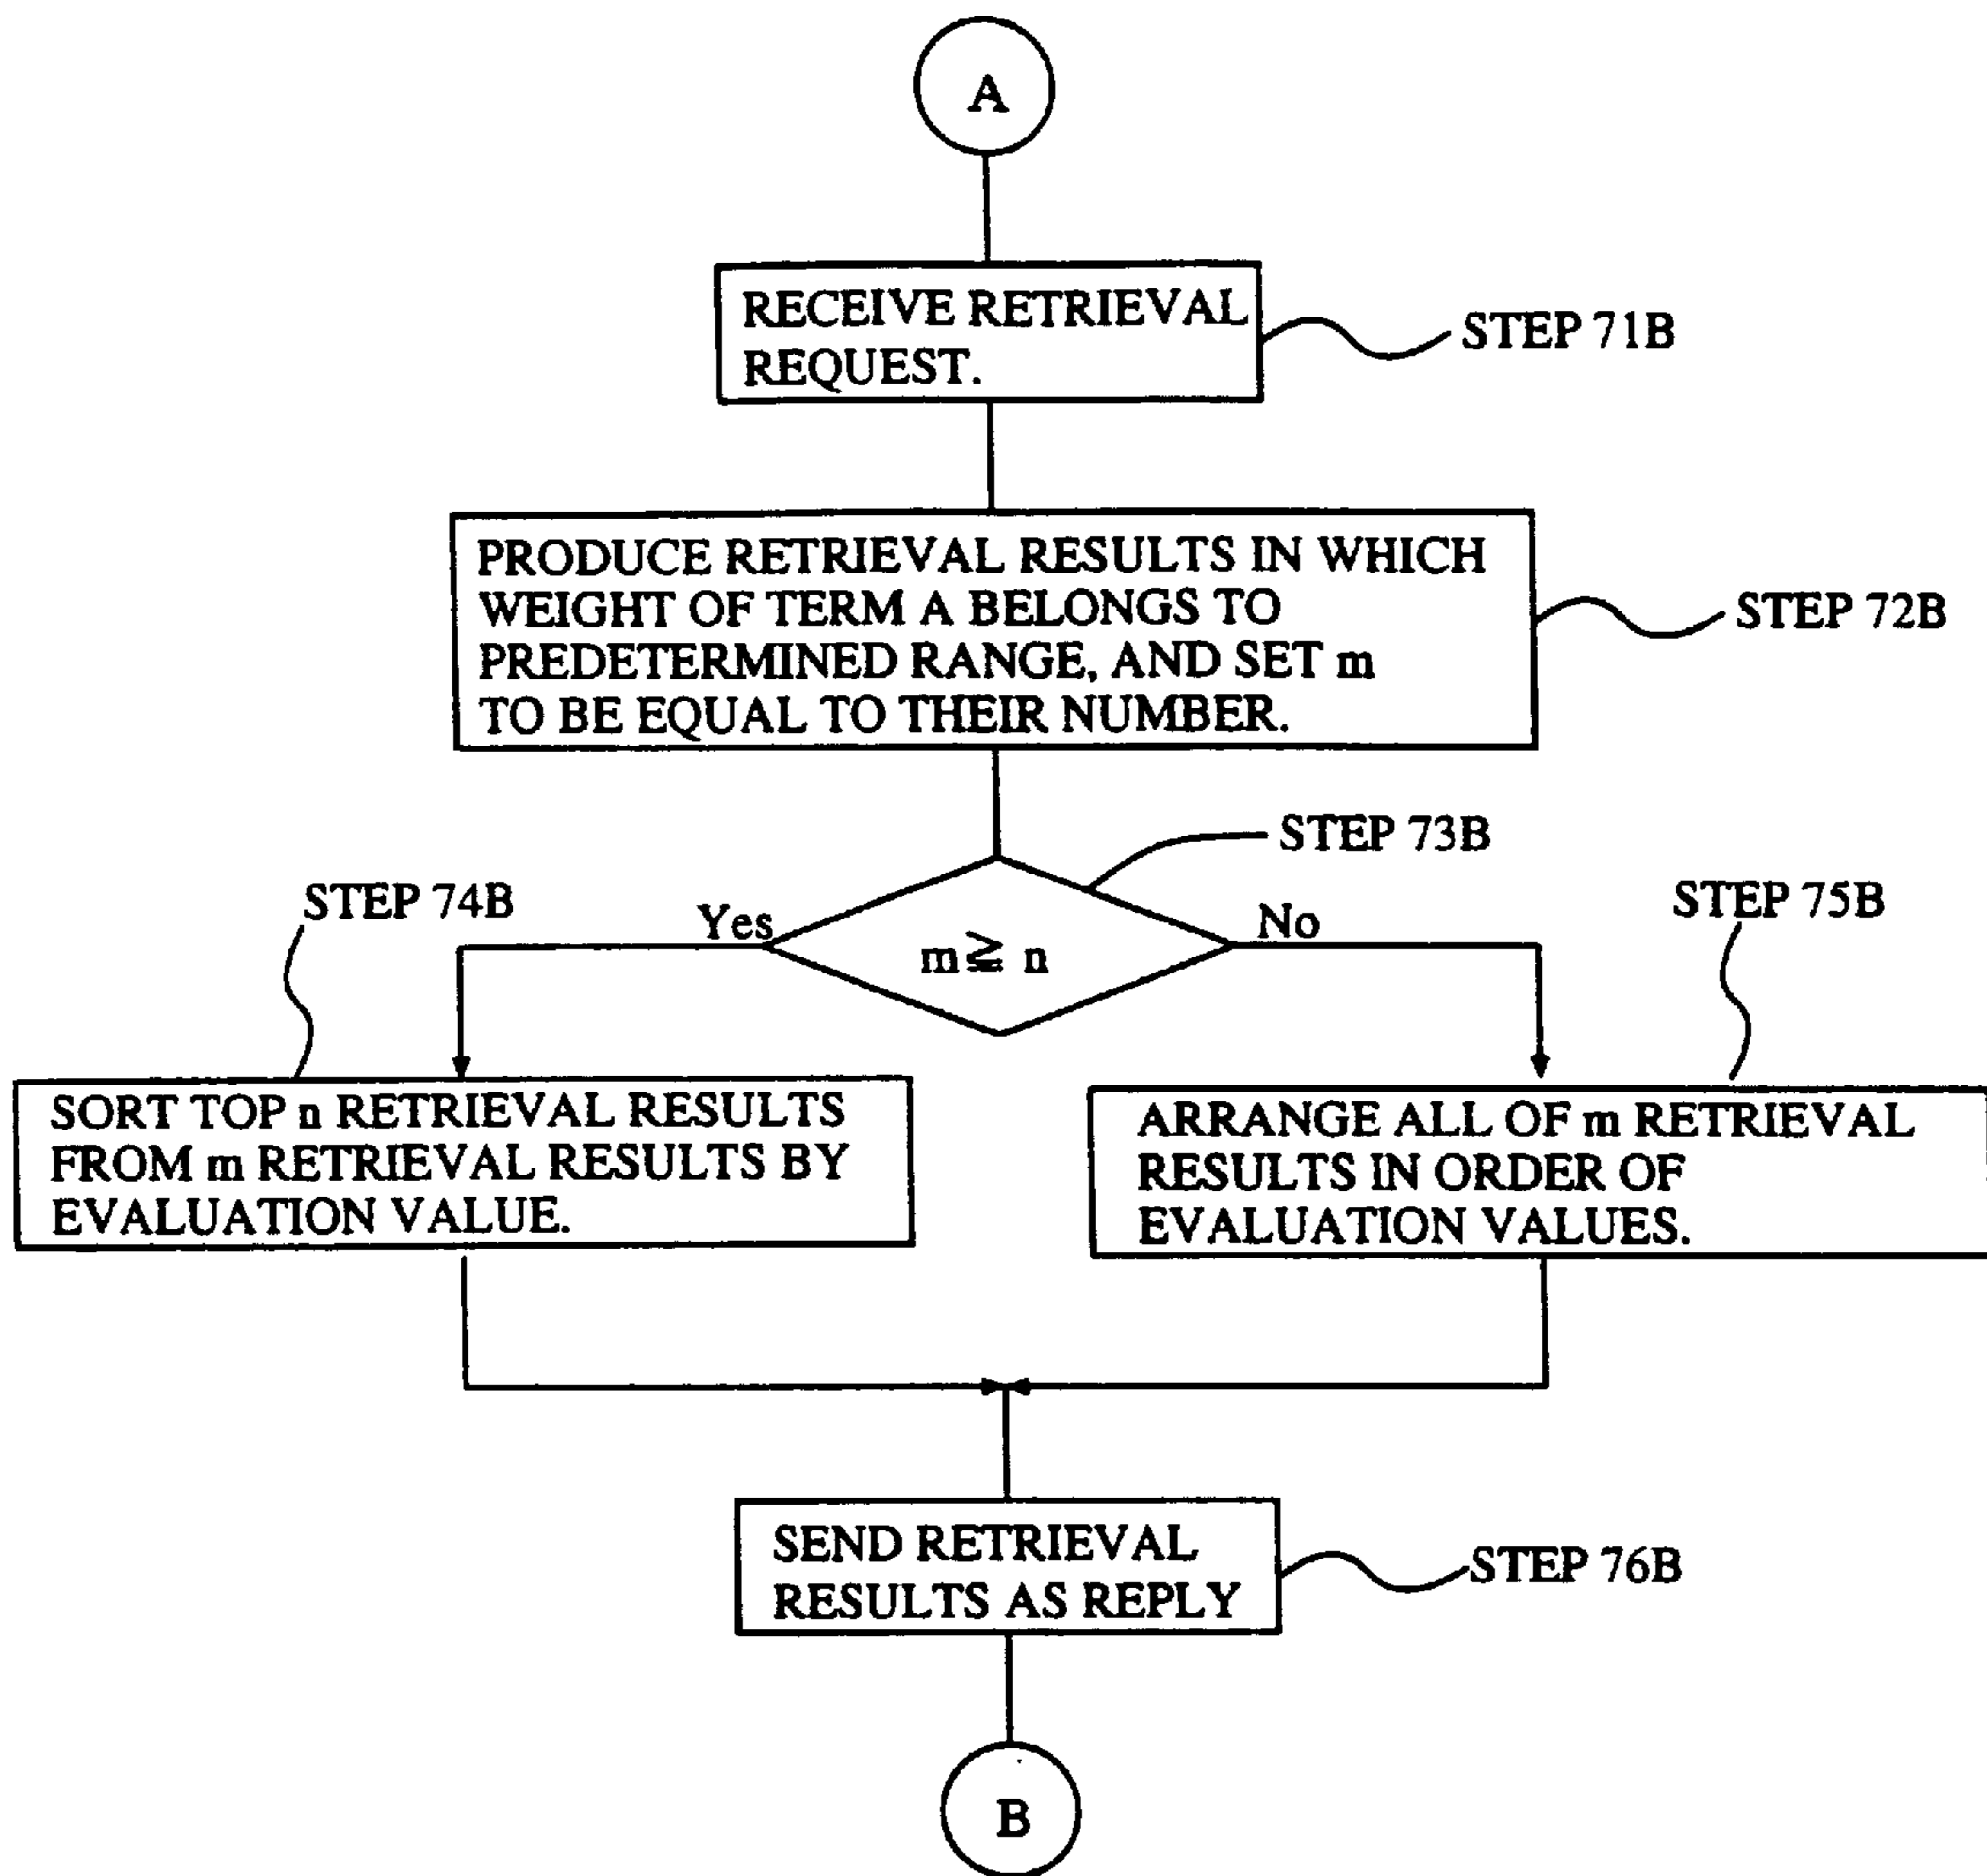 A
RECEIVE RETRIEVAL
REQUEST.
STEP 71B
PRODUCE RETRIEVAL RESULTS IN WHICH
WEIGHT OF TERM A BELONGS TO
PREDETERMINED RANGE, AND SET m
TO BE EQUAL TO THEIR NUMBER.
STEP 72B
STEP 73B
STEP 74B
Yes
m ≧ n
No
STEP 75B
SORT TOP n RETRIEVAL RESULTS
FROM m RETRIEVAL RESULTS BY
EVALUATION VALUE.
ARRANGE ALL OF m RETRIEVAL
RESULTS IN ORDER OF
EVALUATION VALUES.
SEND RETRIEVAL
RESULTS AS REPLY
STEP 76B
B